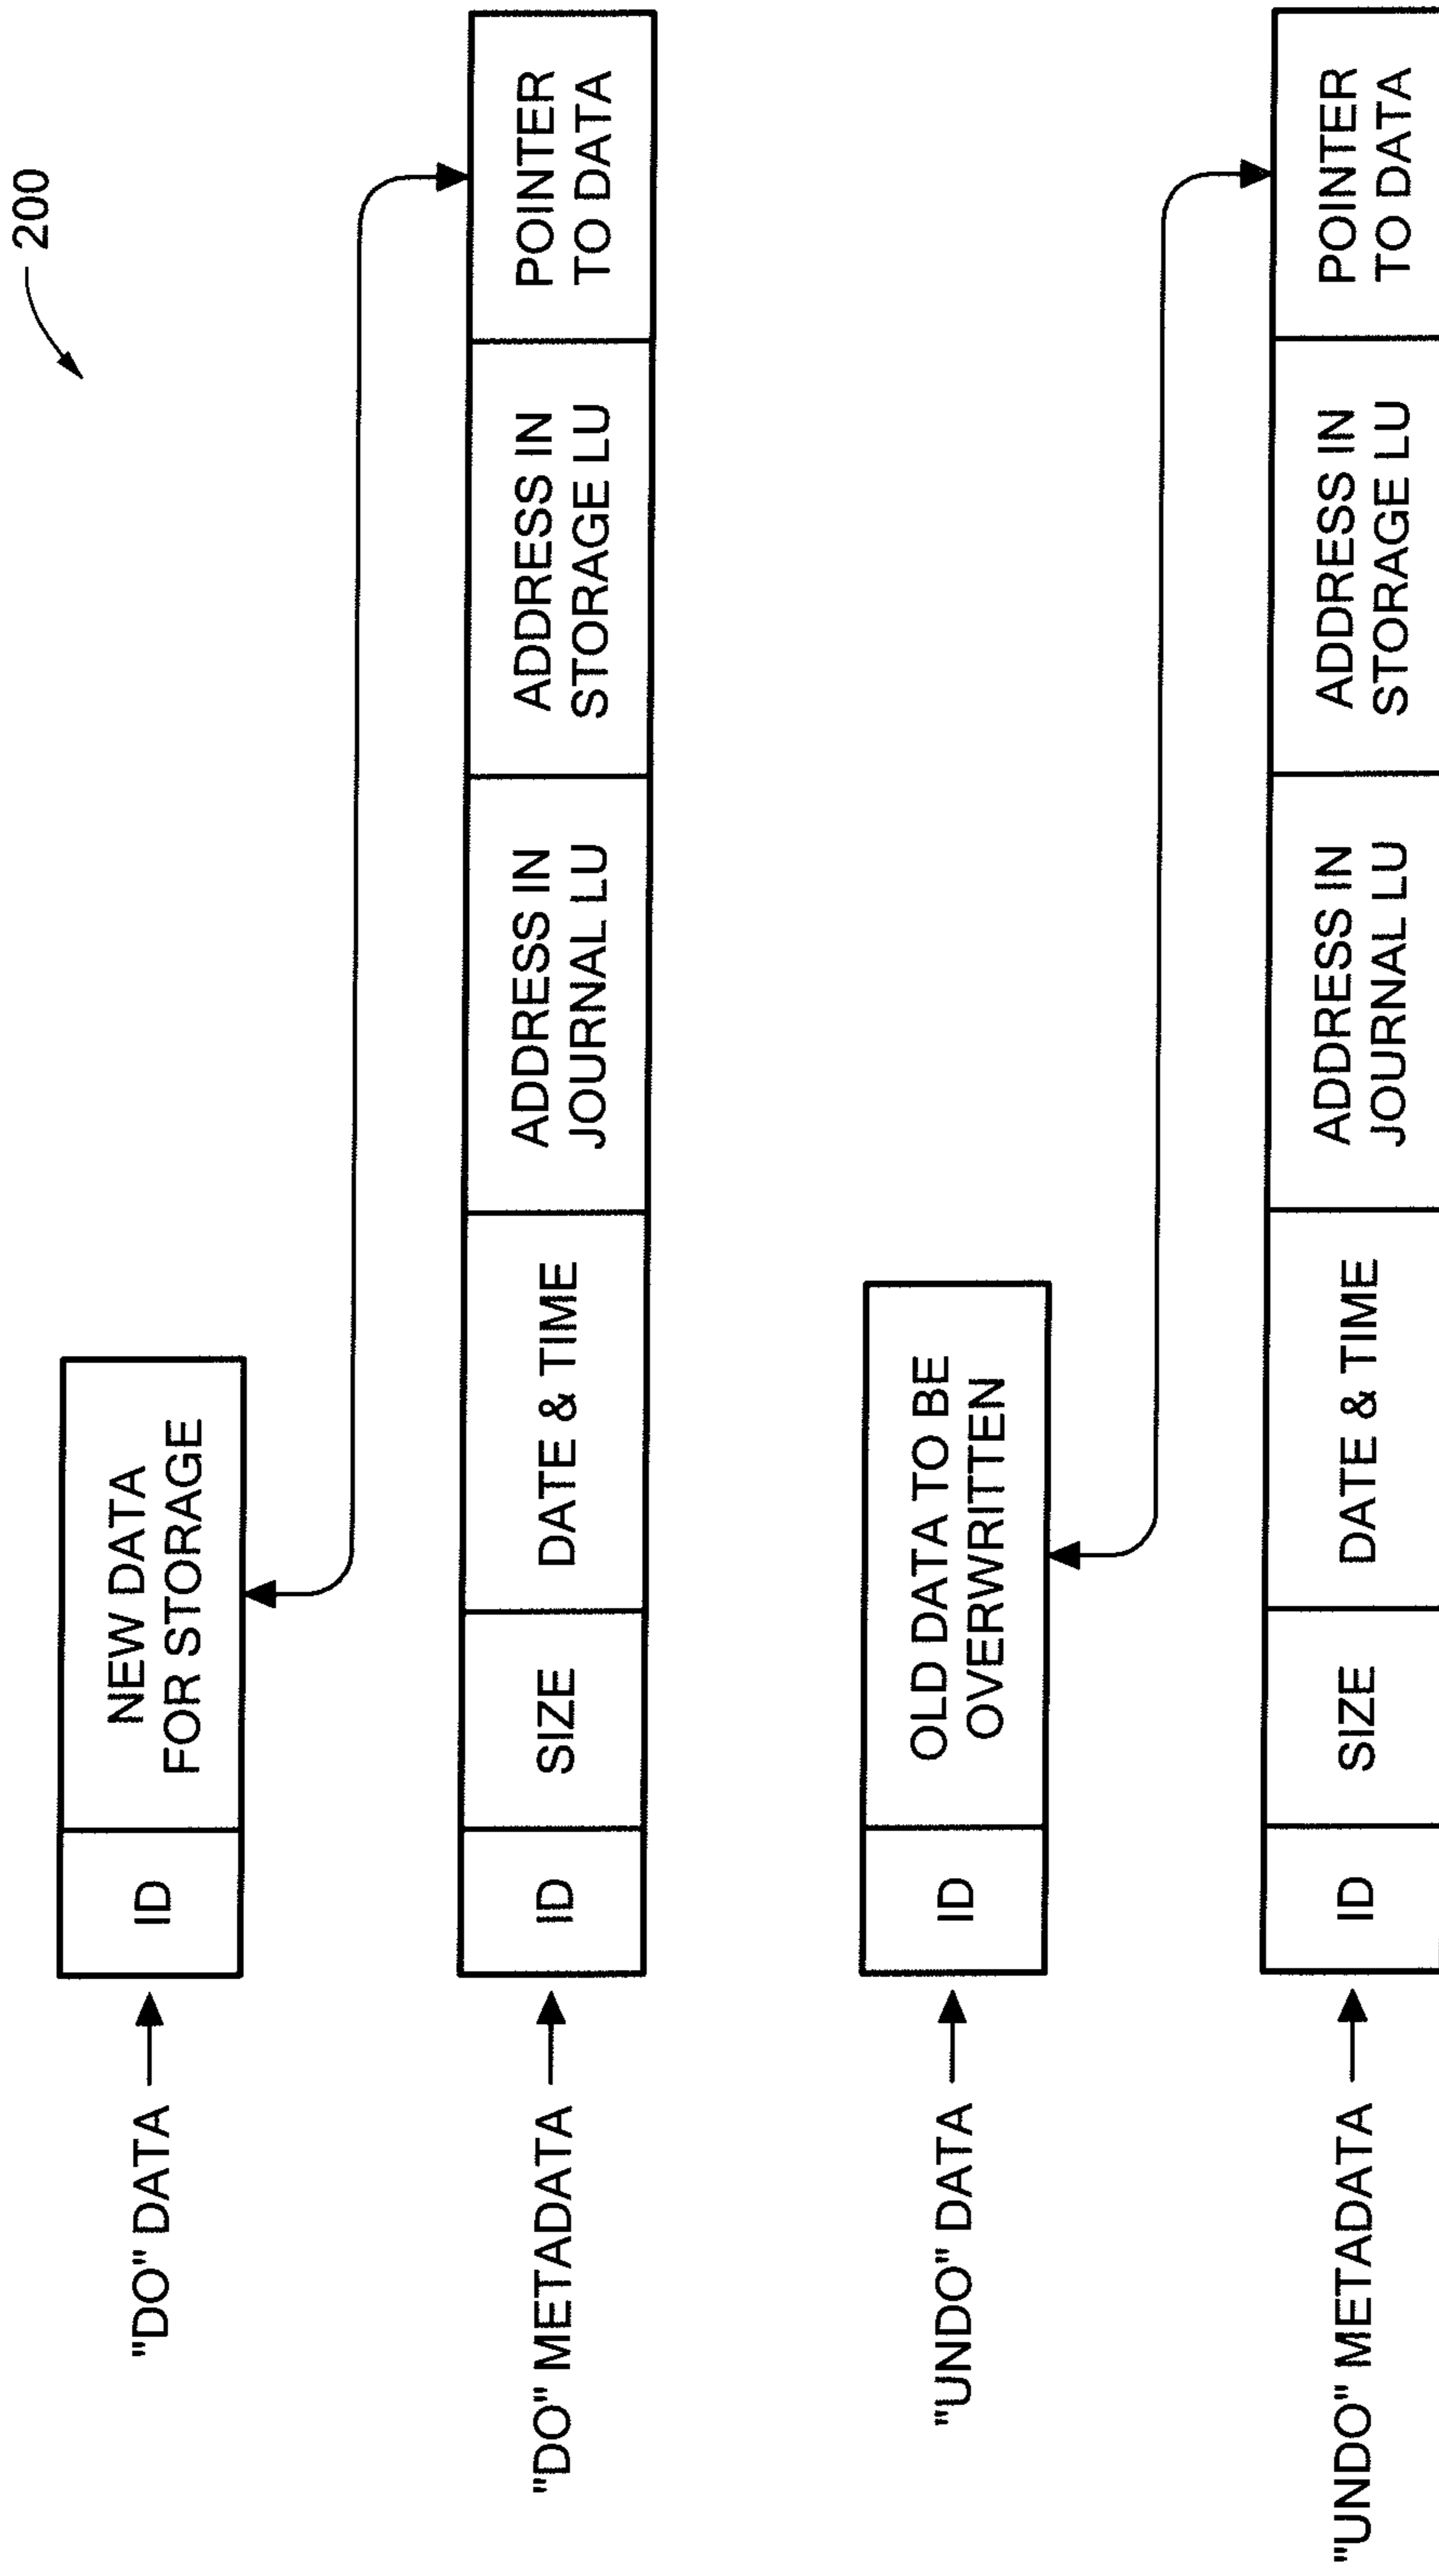 200
"DO" DATA
ID
NEW DATA
FOR STORAGE
"DO" METADATA
ID
SIZE
DATE & TIME
ADDRESS IN
JOURNAL LU
ADDRESS IN
STORAGE LU
POINTER
TO DATA
"UNDO" DATA
ID
OLD DATA TO BE
OVERWRITTEN
"UNDO" METADATA
ID
SIZE
DATE & TIME
ADDRESS IN
JOURNAL LU
ADDRESS IN
STORAGE LU
POINTER
TO DATA